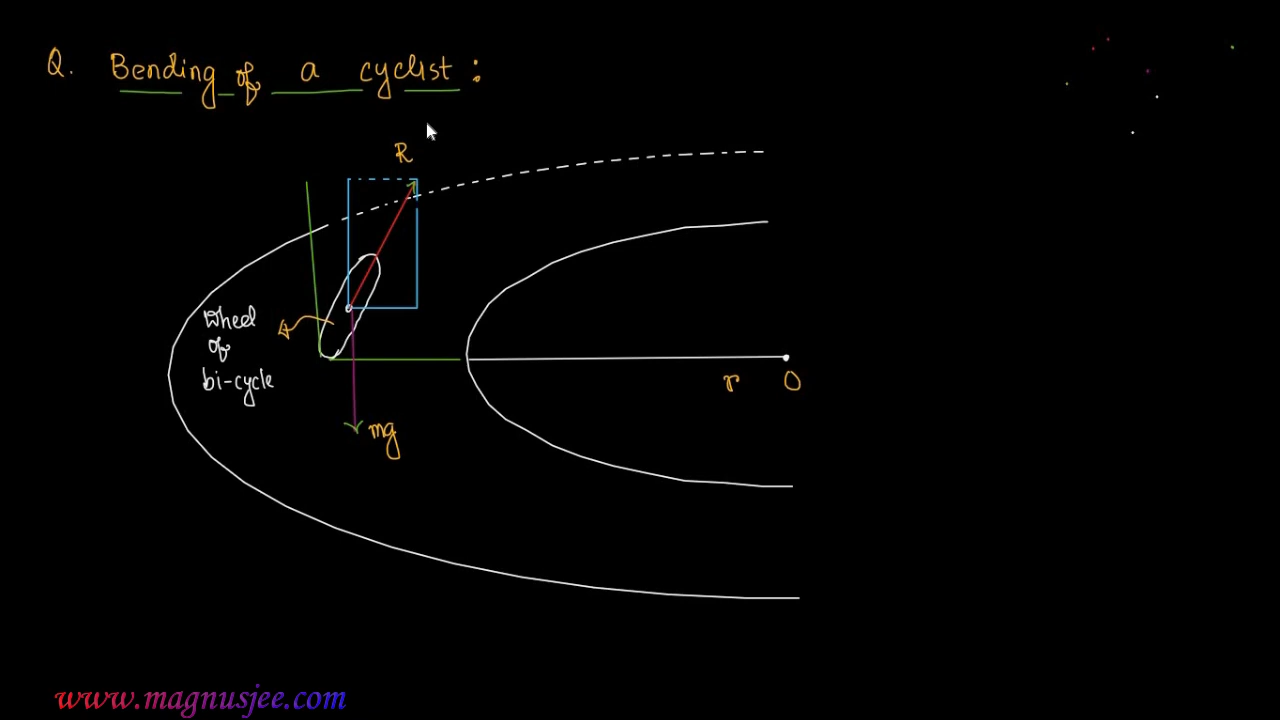 Q. Bending of a cyclist :
R
Wheel
of
bi-cycle
r O
mg
www.magnusjee.com